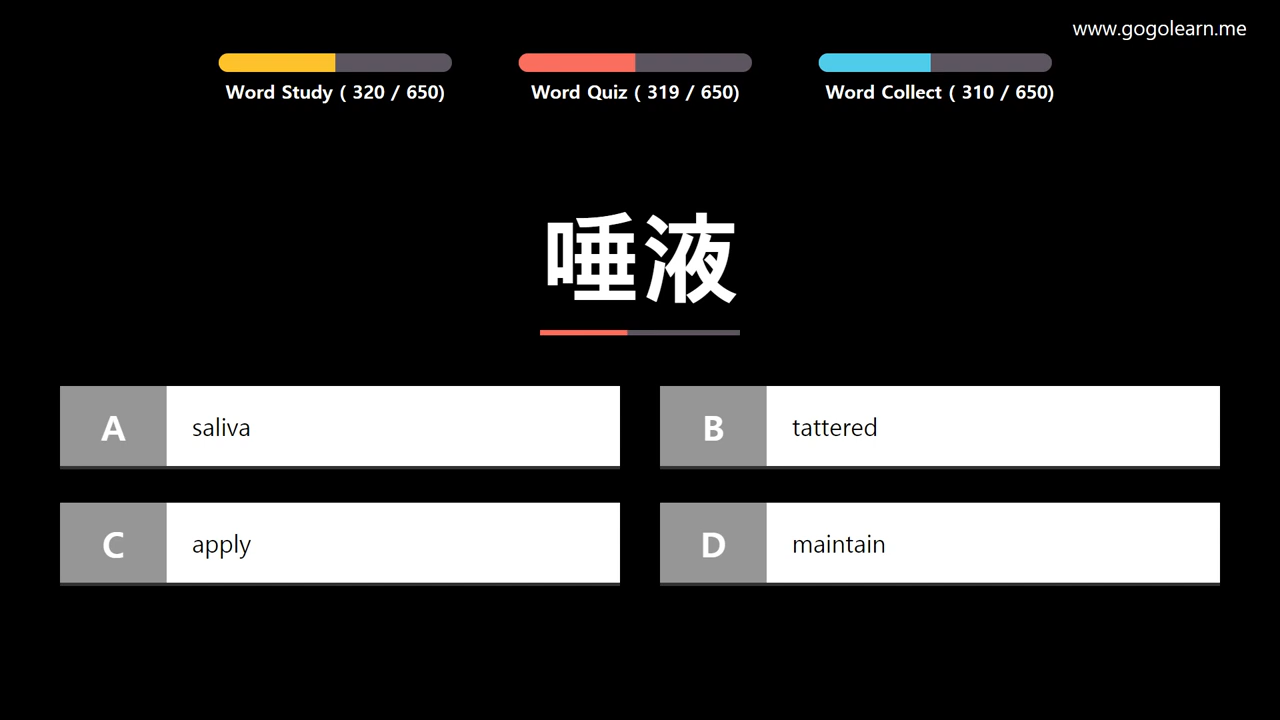 www.gogolearn.me
Word Study ( 320 / 650)
Word Quiz ( 319 / 650)
Word Collect ( 310 / 650)
唾液
A saliva
B tattered
C apply
D maintain